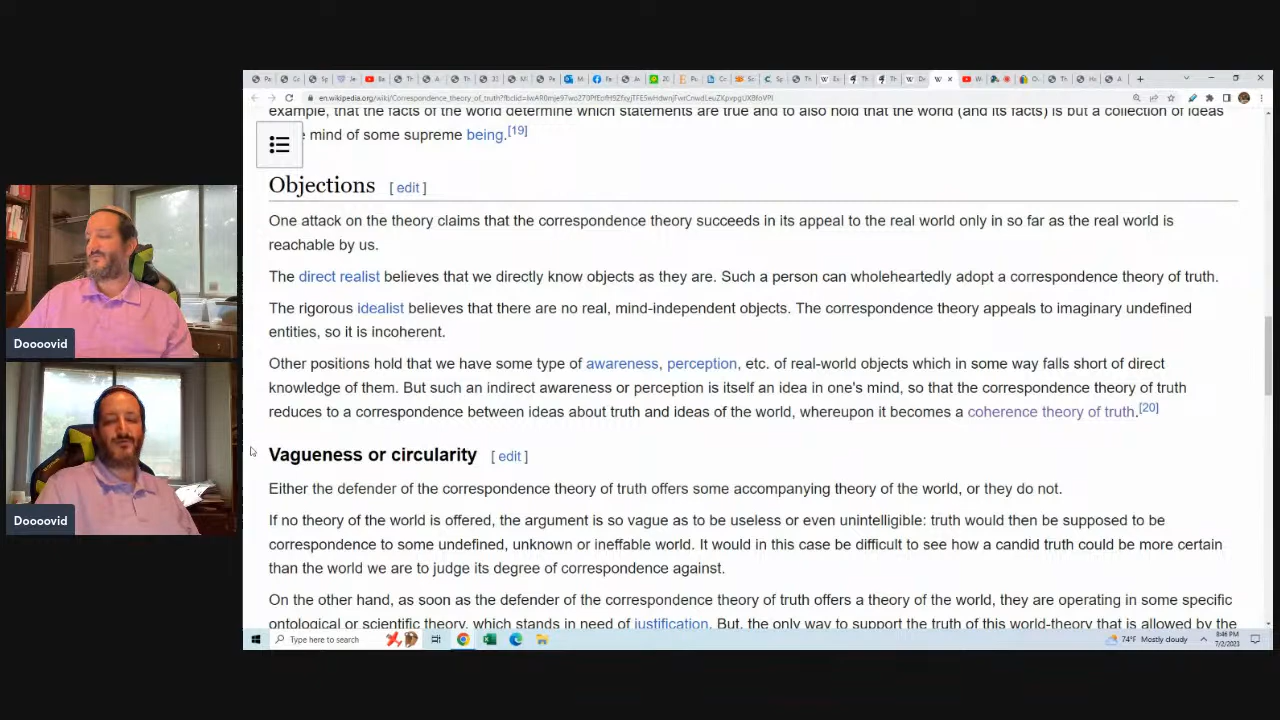 en.wikipedia.org/wiki/Correspondence_theory_of_truth?fbclid=
example, that the facts of the world determine which statements are true and to also hold that the world (and its facts) is but a collection of ideas
mind of some supreme being.[19]
Objections [ edit ]
One attack on the theory claims that the correspondence theory succeeds in its appeal to the real world only in so far as the real world is
reachable by us.
The direct realist believes that we directly know objects as they are. Such a person can wholeheartedly adopt a correspondence theory of truth.
The rigorous idealist believes that there are no real, mind-independent objects. The correspondence theory appeals to imaginary undefined
entities, so it is incoherent.
Doooovid
Other positions hold that we have some type of awareness, perception, etc. of real-world objects which in some way falls short of direct
knowledge of them. But such an indirect awareness or perception is itself an idea in one's mind, so that the correspondence theory of truth
reduces to a correspondence between ideas about truth and ideas of the world, whereupon it becomes a coherence theory of truth.[20]
Vagueness or circularity [ edit ]
Either the defender of the correspondence theory of truth offers some accompanying theory of the world, or they do not.
If no theory of the world is offered, the argument is so vague as to be useless or even unintelligible: truth would then be supposed to be
Doooovid
correspondence to some undefined, unknown or ineffable world. It would in this case be difficult to see how a candid truth could be more certain
than the world we are to judge its degree of correspondence against.
On the other hand, as soon as the defender of the correspondence theory of truth offers a theory of the world, they are operating in some specific
ontological or scientific theory, which stands in need of justification. But, the only way to support the truth of this world-theory that is allowed by the
Type here to search
74°F Mostly cloudy
8:46 PM
7/2/2023